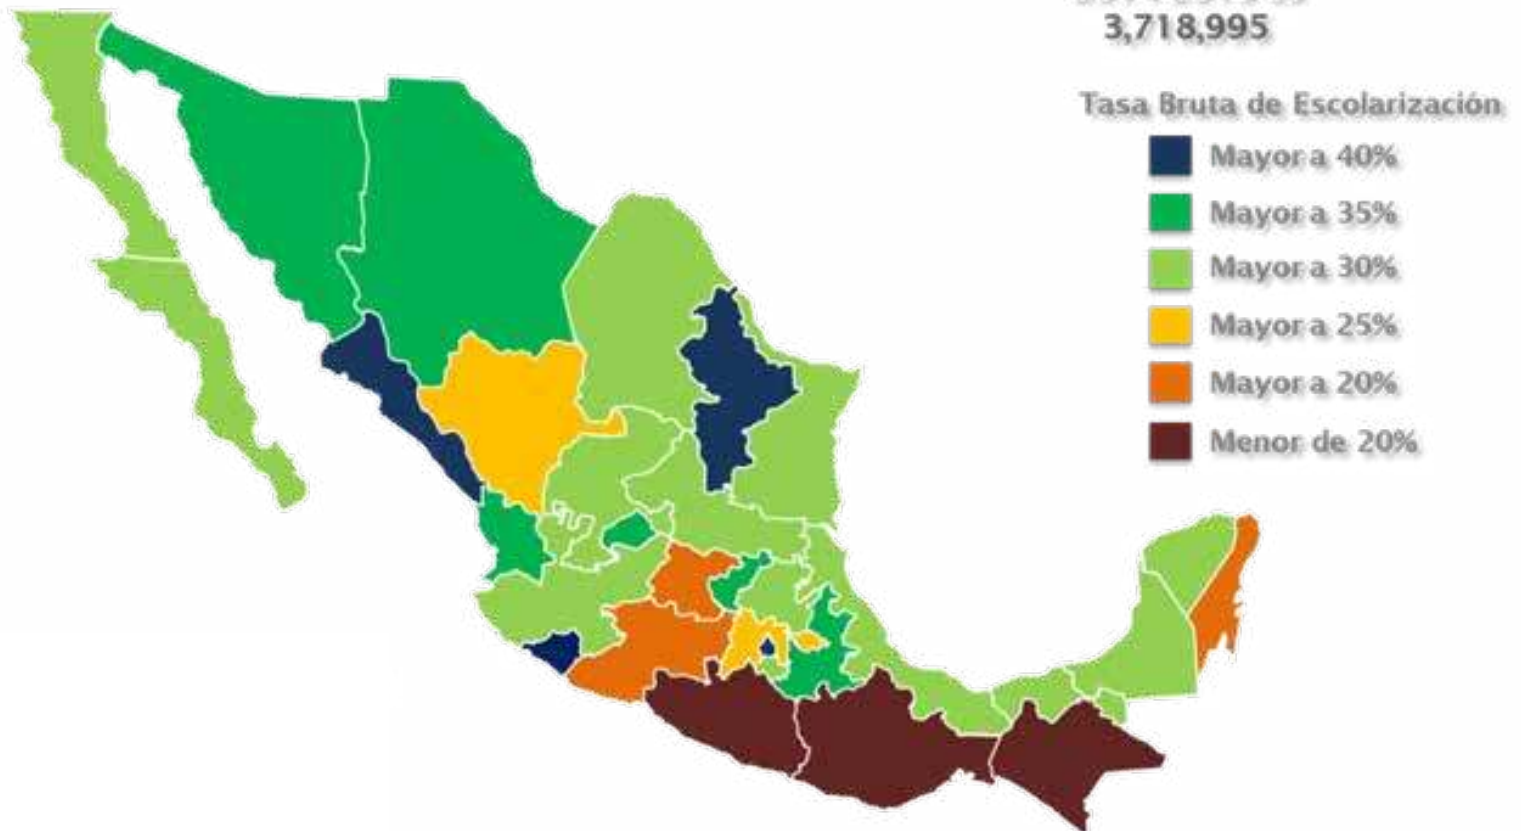 3,718,995
Tasa Bruta de Escolarización
Mayor a 40%
Mayor a 35%
Mayor a 30%
Mayor a 25%
Mayor a 20%
Menor de 20%